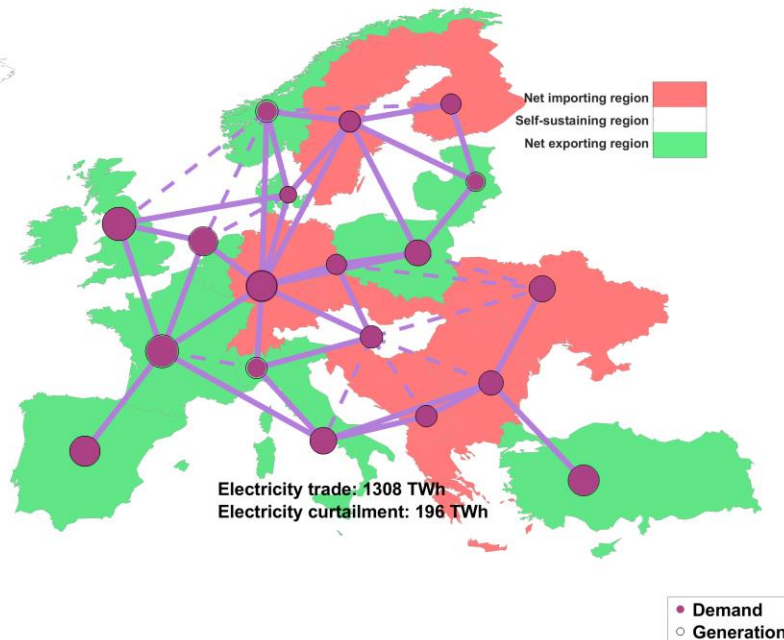 Net importing region
Self-sustaining region
Net exporting region
Electricity trade: 1308 TWh
Electricity curtailment: 196 TWh
Demand
Generation